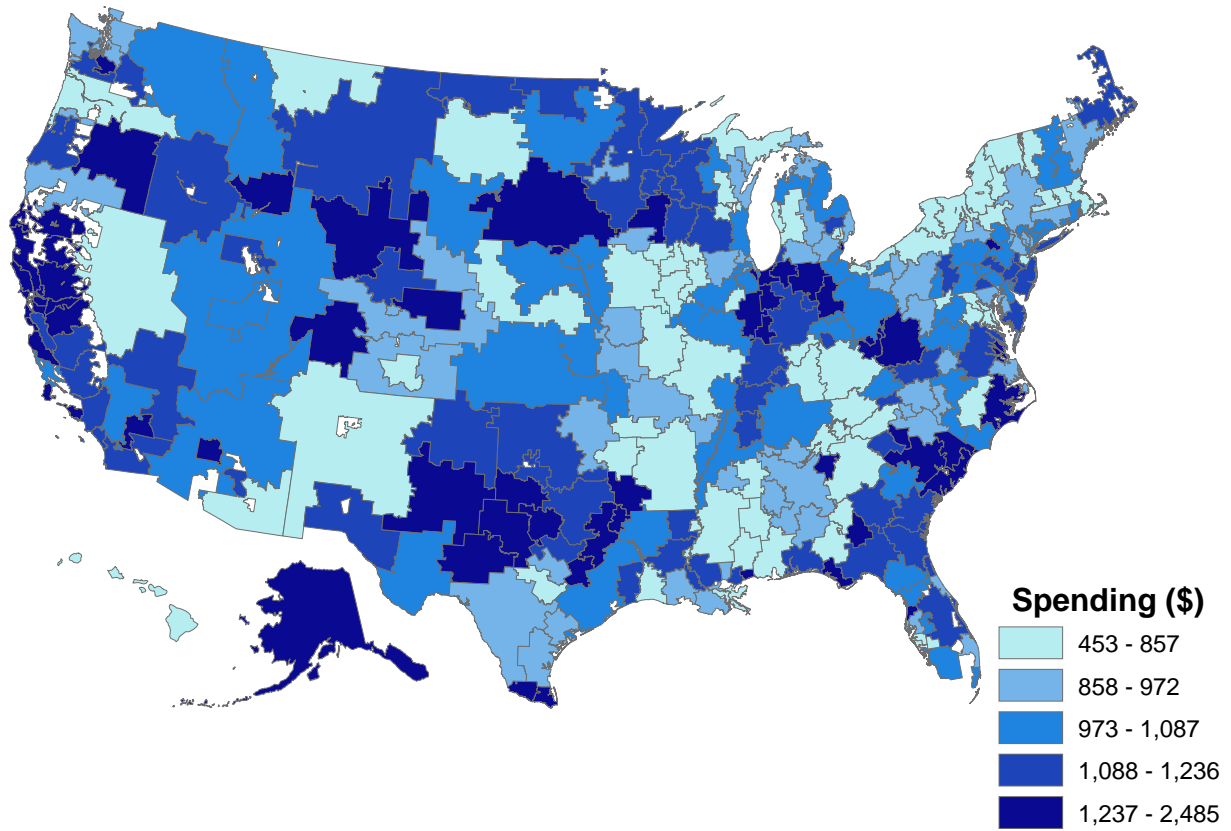 Spending ($)
453 - 857
858 - 972
973 - 1,087
1,088 - 1,236
1,237 - 2,485